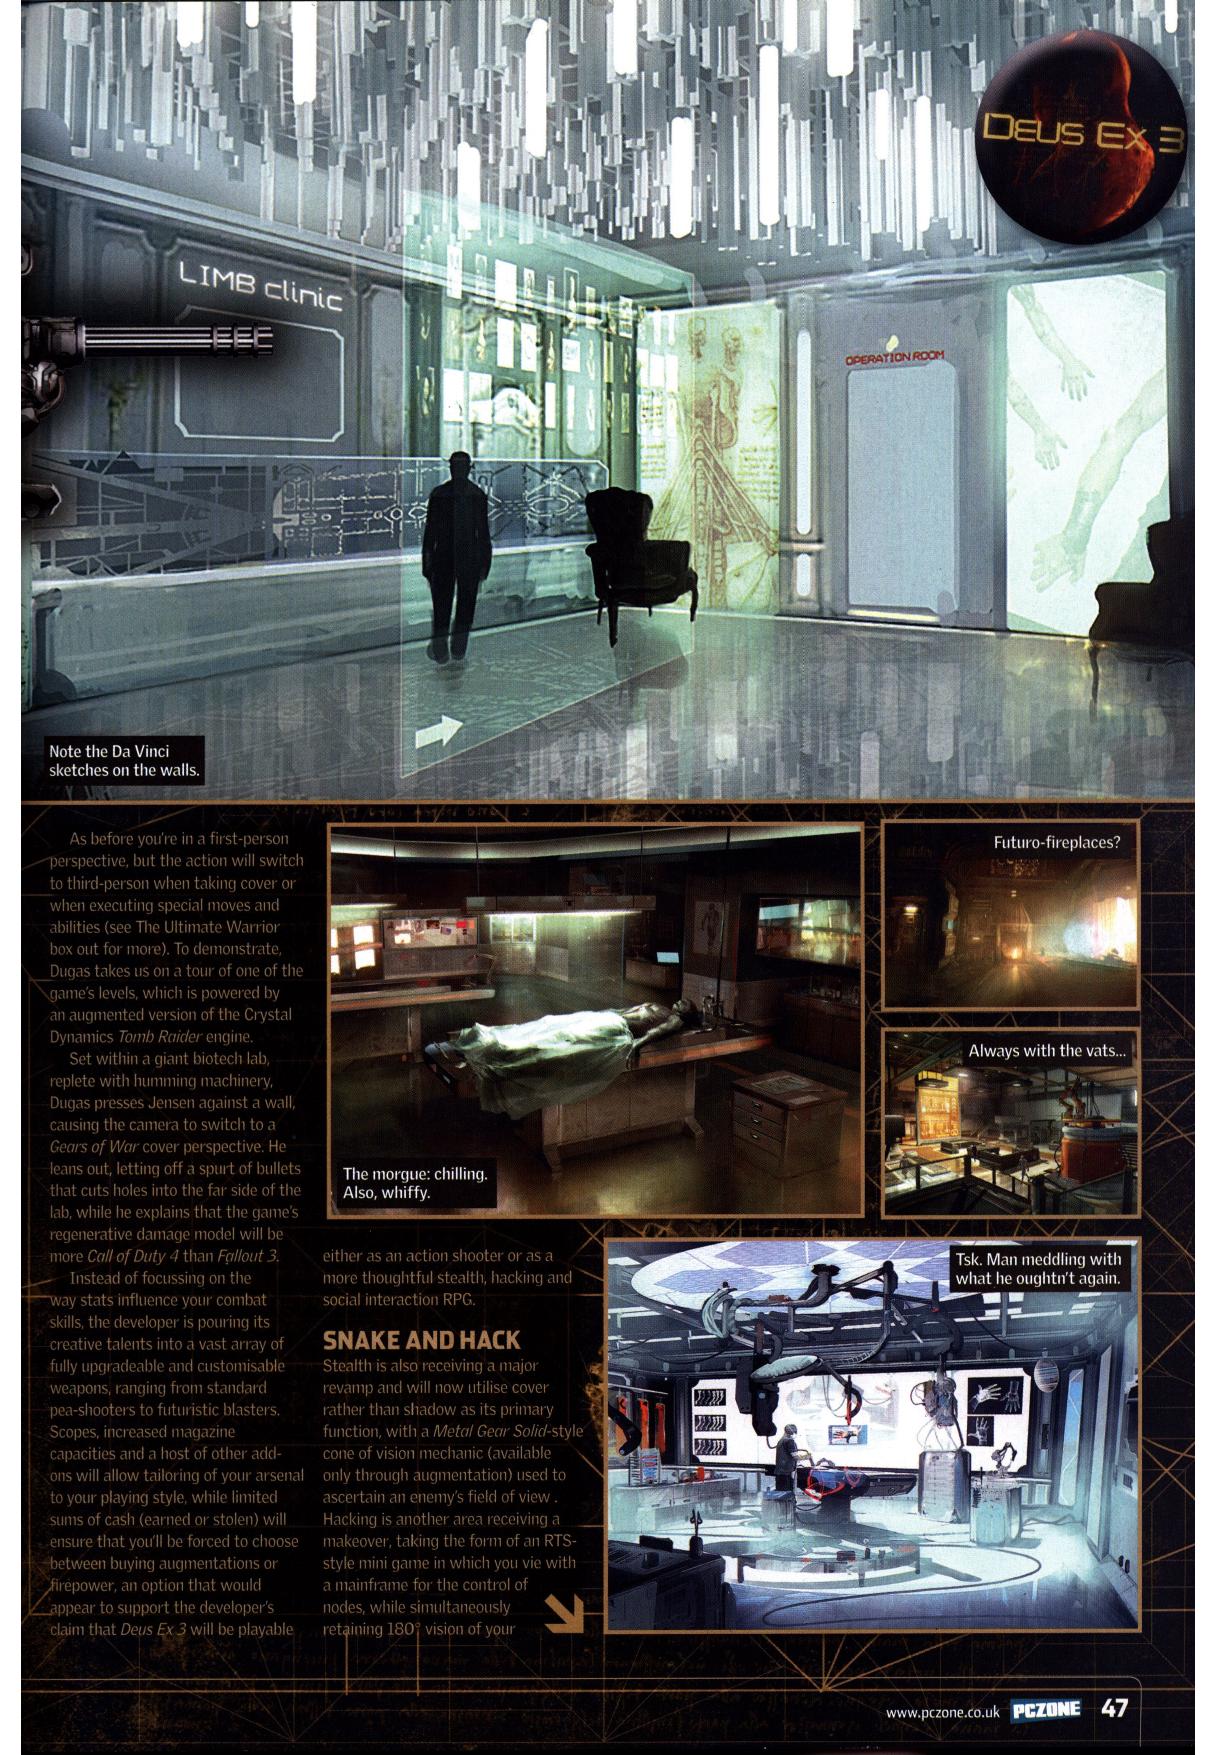 DEUS EX 3
LIMB clinic
OPERATION ROOM
Note the Da Vinci
sketches on the walls.
As before you're in a first-person
perspective, but the action will switch
to third-person when taking cover or
when executing special moves and
abilities (see The Ultimate Warrior
box out for more). To demonstrate,
Dugas takes us on a tour of one of the
game's levels, which is powered by
an augmented version of the Crystal
Dynamics Tomb Raider engine.
Set within a giant biotech lab,
replete with humming machinery,
Dugas presses Jensen against a wall,
causing the camera to switch to a
Gears of War cover perspective. He
leans out, letting off a spurt of bullets
that cuts holes into the far side of the
lab, while he explains that the game's
regenerative damage model will be
more Call of Duty 4 than Fallout 3.
Instead of focussing on the
way stats influence your combat
skills, the developer is pouring its
creative talents into a vast array of
fully upgradeable and customisable
weapons, ranging from standard
pea-shooters to futuristic blasters.
Scopes, increased magazine
capacities and a host of other add-
ons will allow tailoring of your arsenal
to your playing style, while limited
sums of cash (earned or stolen) will
ensure that you'll be forced to choose
between buying augmentations or
firepower, an option that would
appear to support the developer's
claim that Deus Ex 3 will be playable
The morgue: chilling.
Also, whiffy.
Futuro-fireplaces?
Always with the vats...
either as an action shooter or as a
more thoughtful stealth, hacking and
social interaction RPG.
SNAKE AND HACK
Stealth is also receiving a major
revamp and will now utilise cover
rather than shadow as its primary
function, with a Metal Gear Solid-style
cone of vision mechanic (available
only through augmentation) used to
ascertain an enemy's field of view .
Hacking is another area receiving a
makeover, taking the form of an RTS-
style mini game in which you vie with
a mainframe for the control of
nodes, while simultaneously
retaining 180° vision of your
Tsk. Man meddling with
what he oughtn't again.
www.pczone.co.uk PCZONE 47